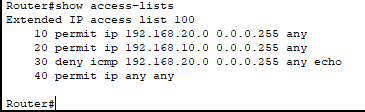 Router#show access-lists
Extended IP access list 100
10 permit ip 192.168.20.0 0.0.0.255 any
20 permit ip 192.168.10.0 0.0.0.255 any
30 deny icmp 192.168.20.0 0.0.0.255 any echo
40 permit ip any any
Router#